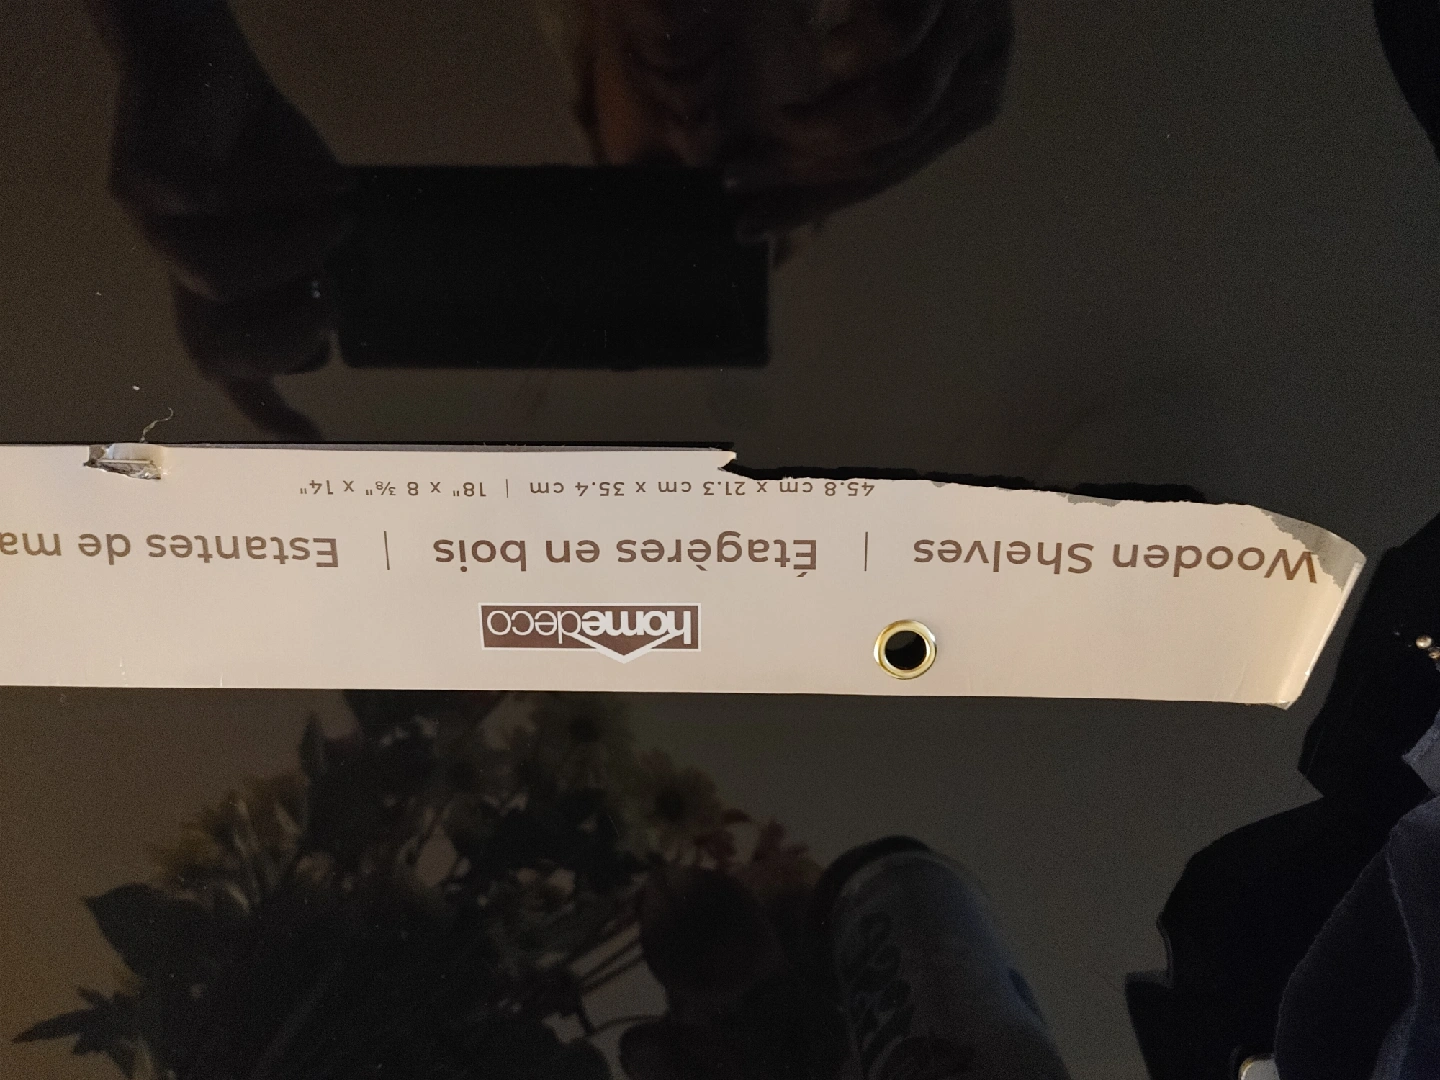 homedeco
Wooden Shelves | Étagères en bois | Estantes de ma
45.8 cm x 21.3 cm x 35.4 cm | 18" x 8 ⅜" x 14"